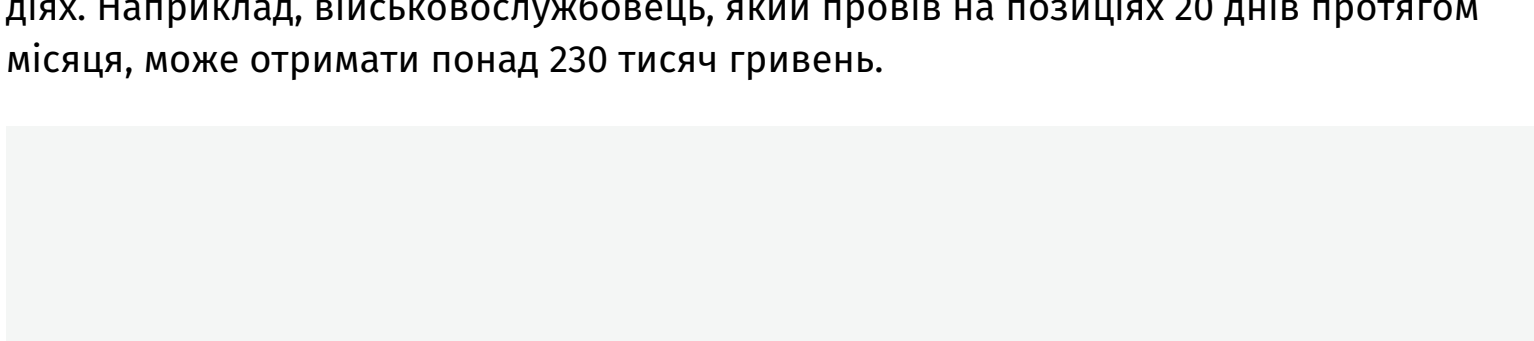 діях. Наприклад, військовослужбовець, який провів на позиціях 20 днів протягом
місяця, може отримати понад 230 тисяч гривень.